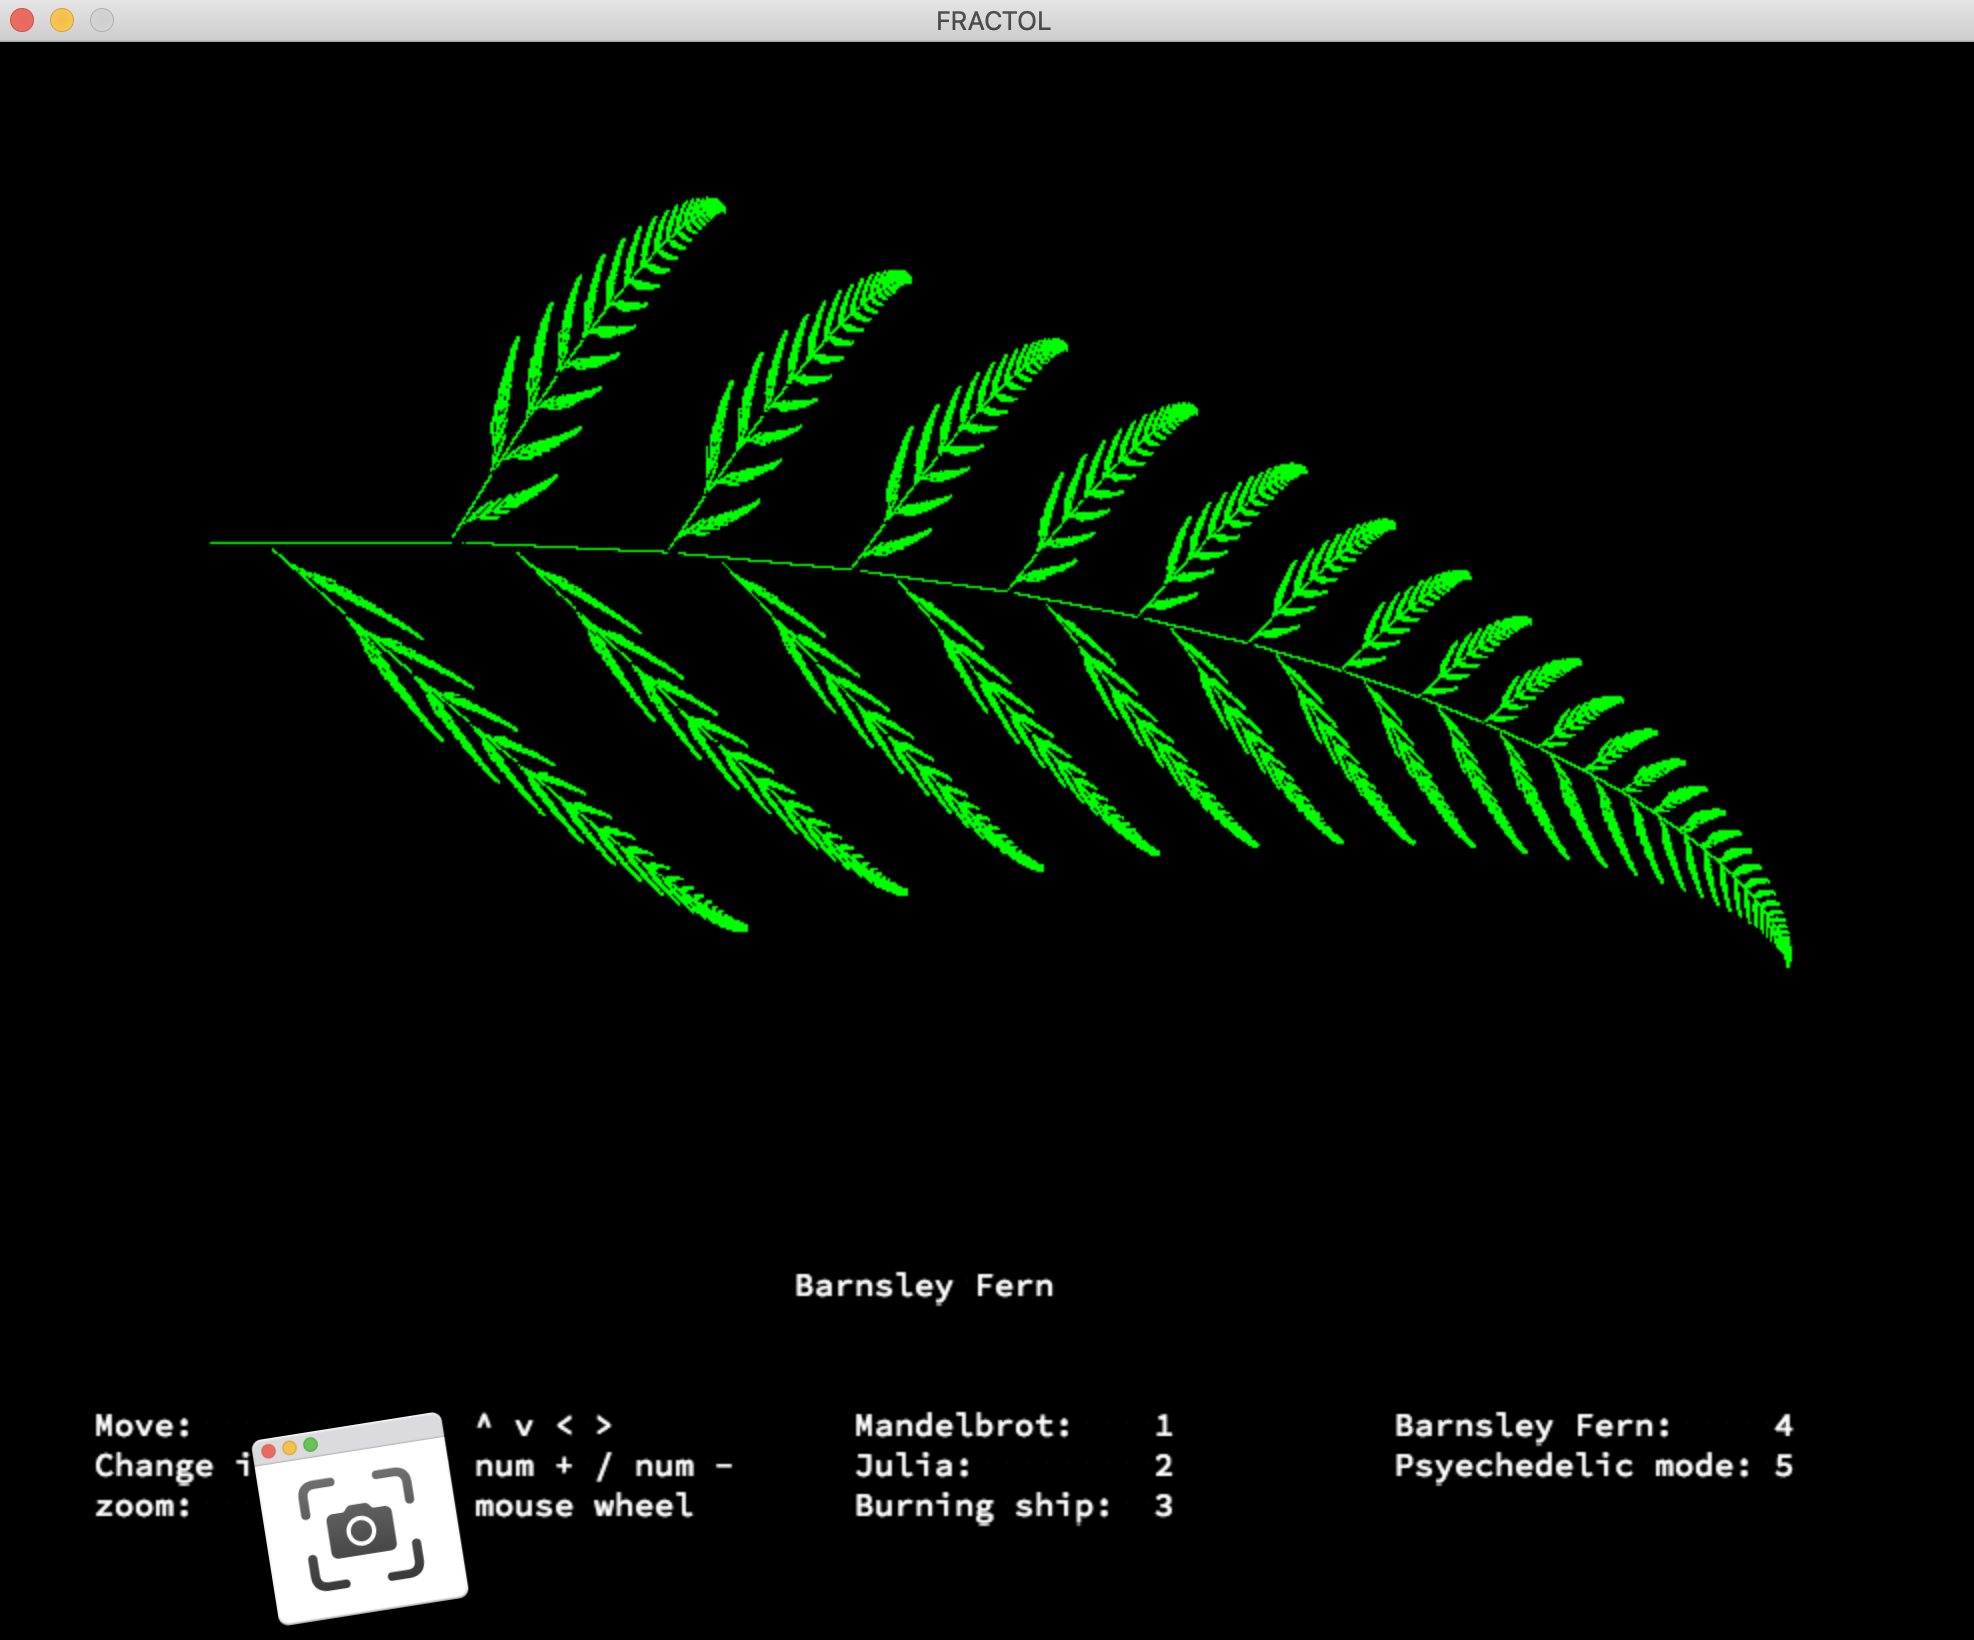 FRACTOL
Barnsley Fern
Move: ^ v < > Mandelbrot: 1 Barnsley Fern: 4
Change num + / num - Julia: 2 Psyechedelic mode: 5
zoom: mouse wheel Burning ship: 3